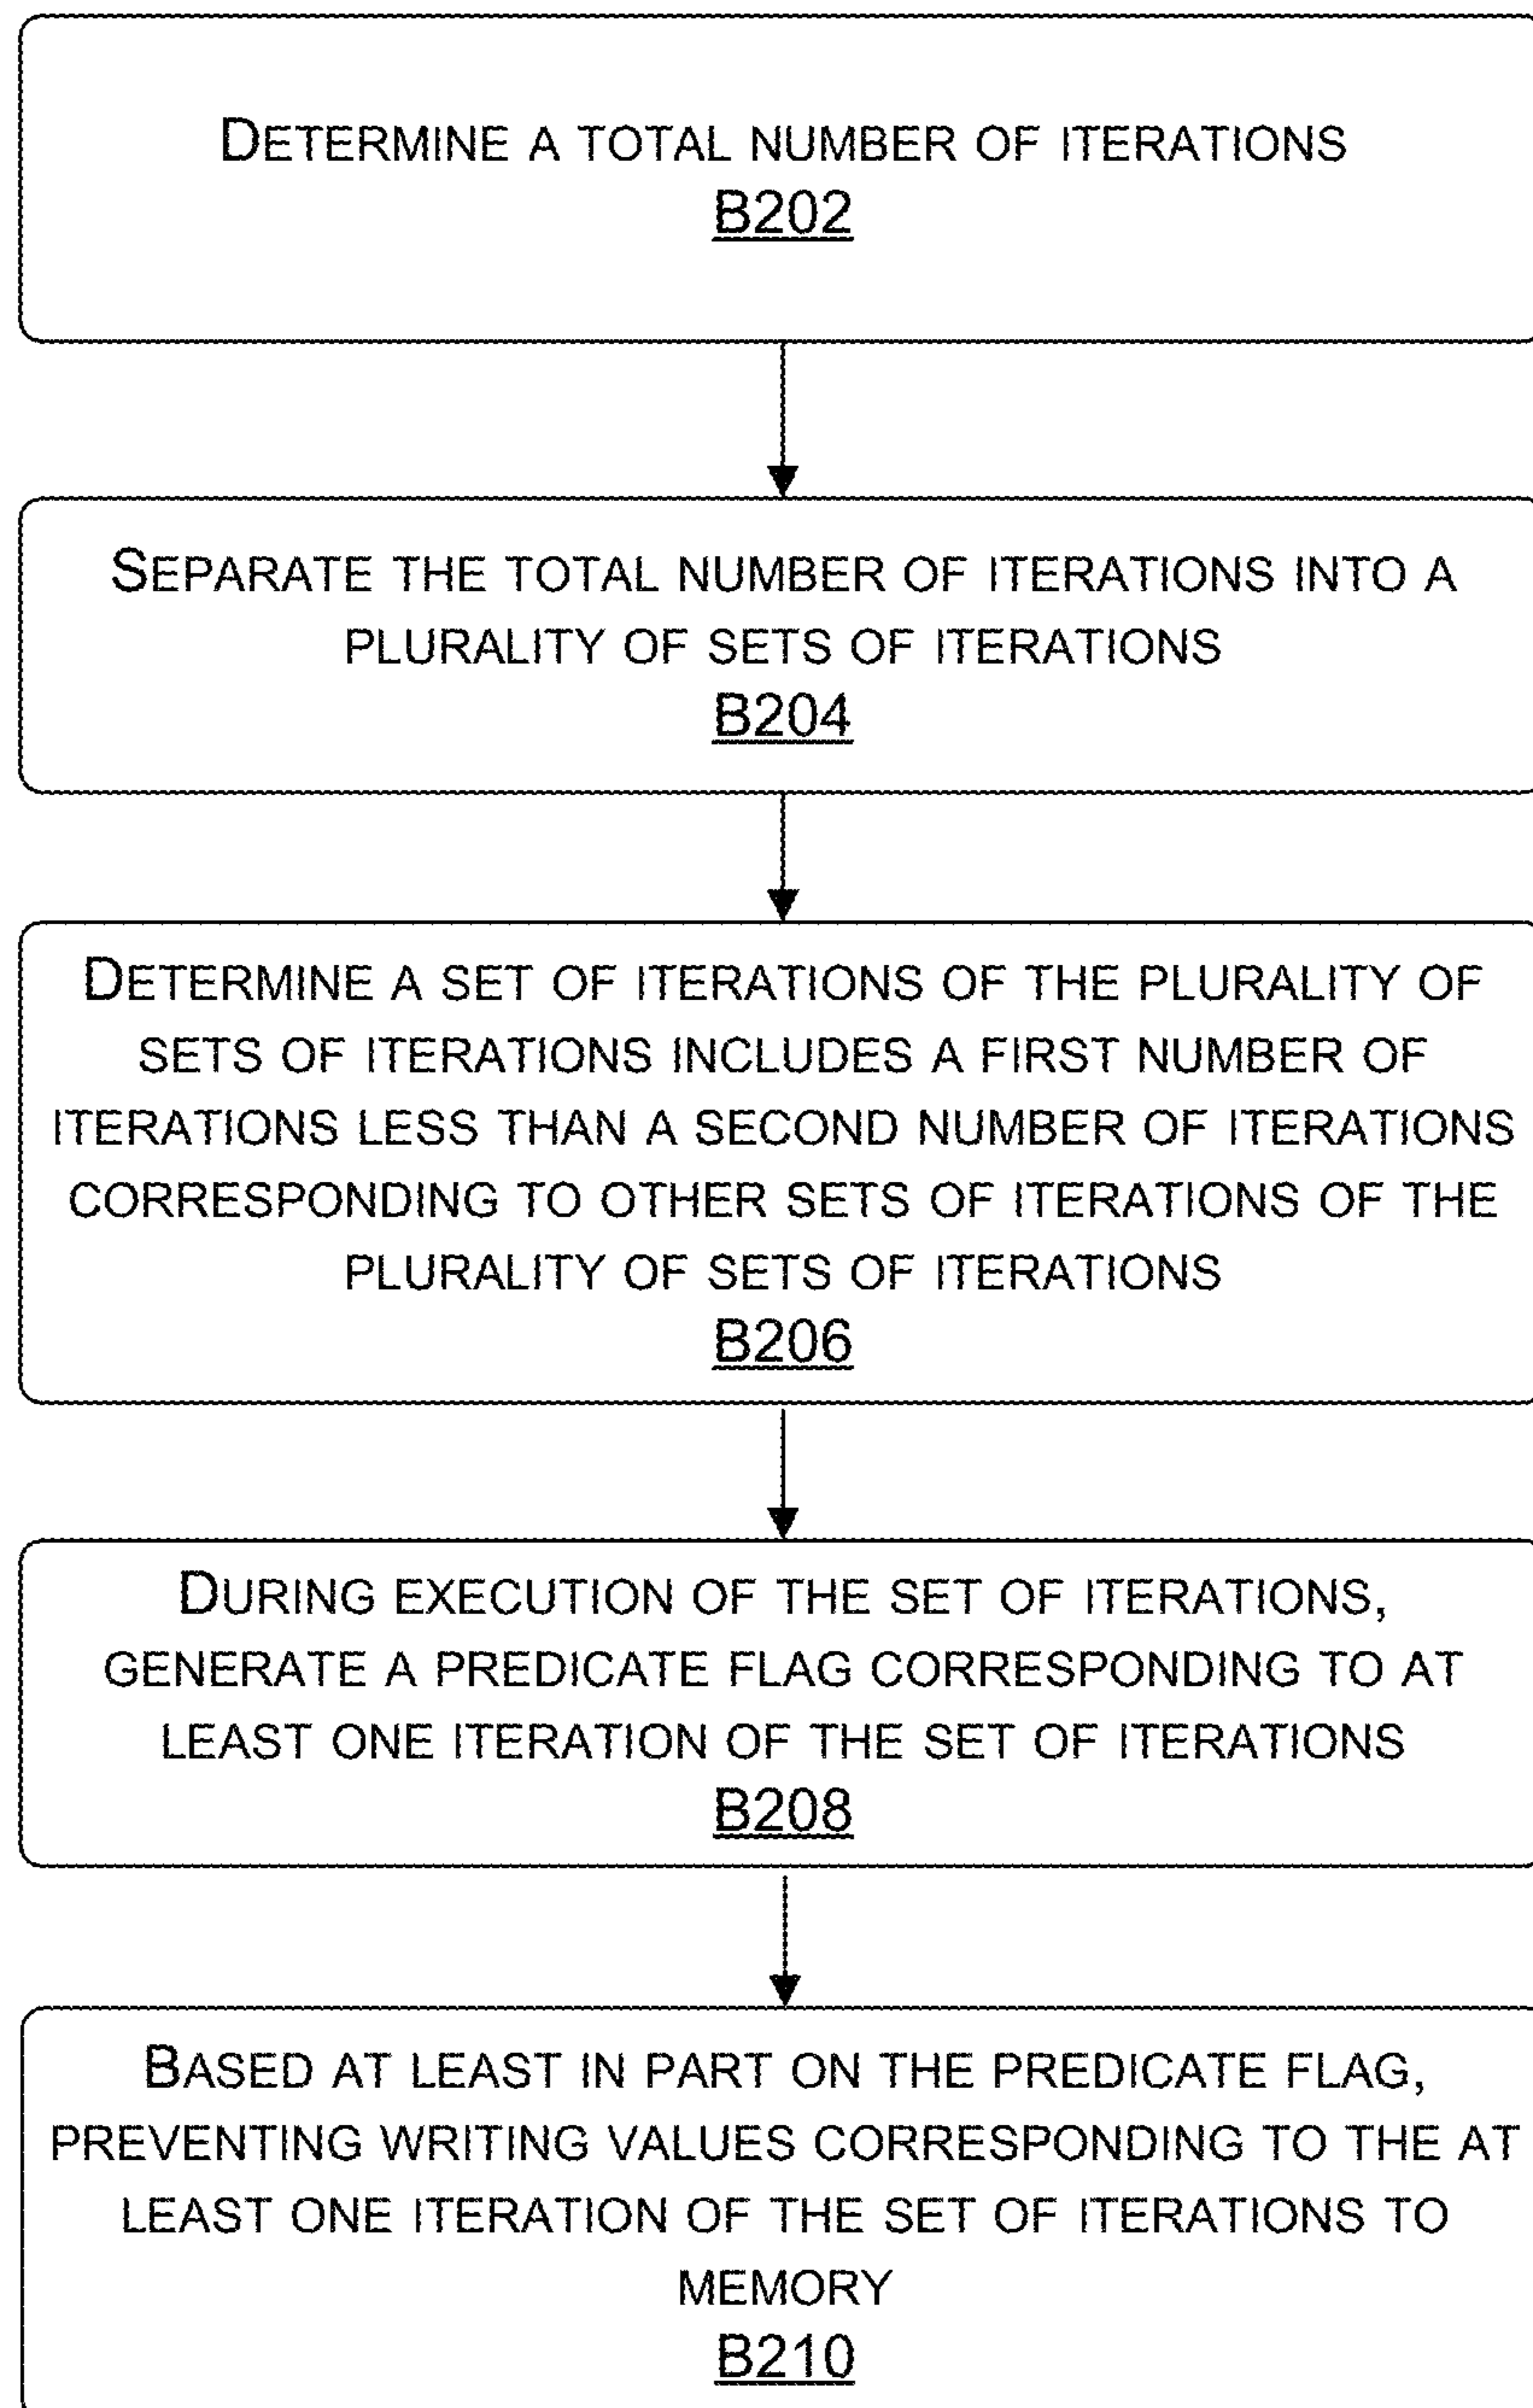 DETERMINE A TOTAL NUMBER OF ITERATIONS
B202
SEPARATE THE TOTAL NUMBER OF ITERATIONS INTO A
PLURALITY OF SETS OF ITERATIONS
B204
DETERMINE A SET OF ITERATIONS OF THE PLURALITY OF
SETS OF ITERATIONS INCLUDES A FIRST NUMBER OF
ITERATIONS LESS THAN A SECOND NUMBER OF ITERATIONS
CORRESPONDING TO OTHER SETS OF ITERATIONS OF THE
PLURALITY OF SETS OF ITERATIONS
B206
DURING EXECUTION OF THE SET OF ITERATIONS,
GENERATE A PREDICATE FLAG CORRESPONDING TO AT
LEAST ONE ITERATION OF THE SET OF ITERATIONS
B208
BASED AT LEAST IN PART ON THE PREDICATE FLAG,
PREVENTING WRITING VALUES CORRESPONDING TO THE AT
LEAST ONE ITERATION OF THE SET OF ITERATIONS TO
MEMORY
B210